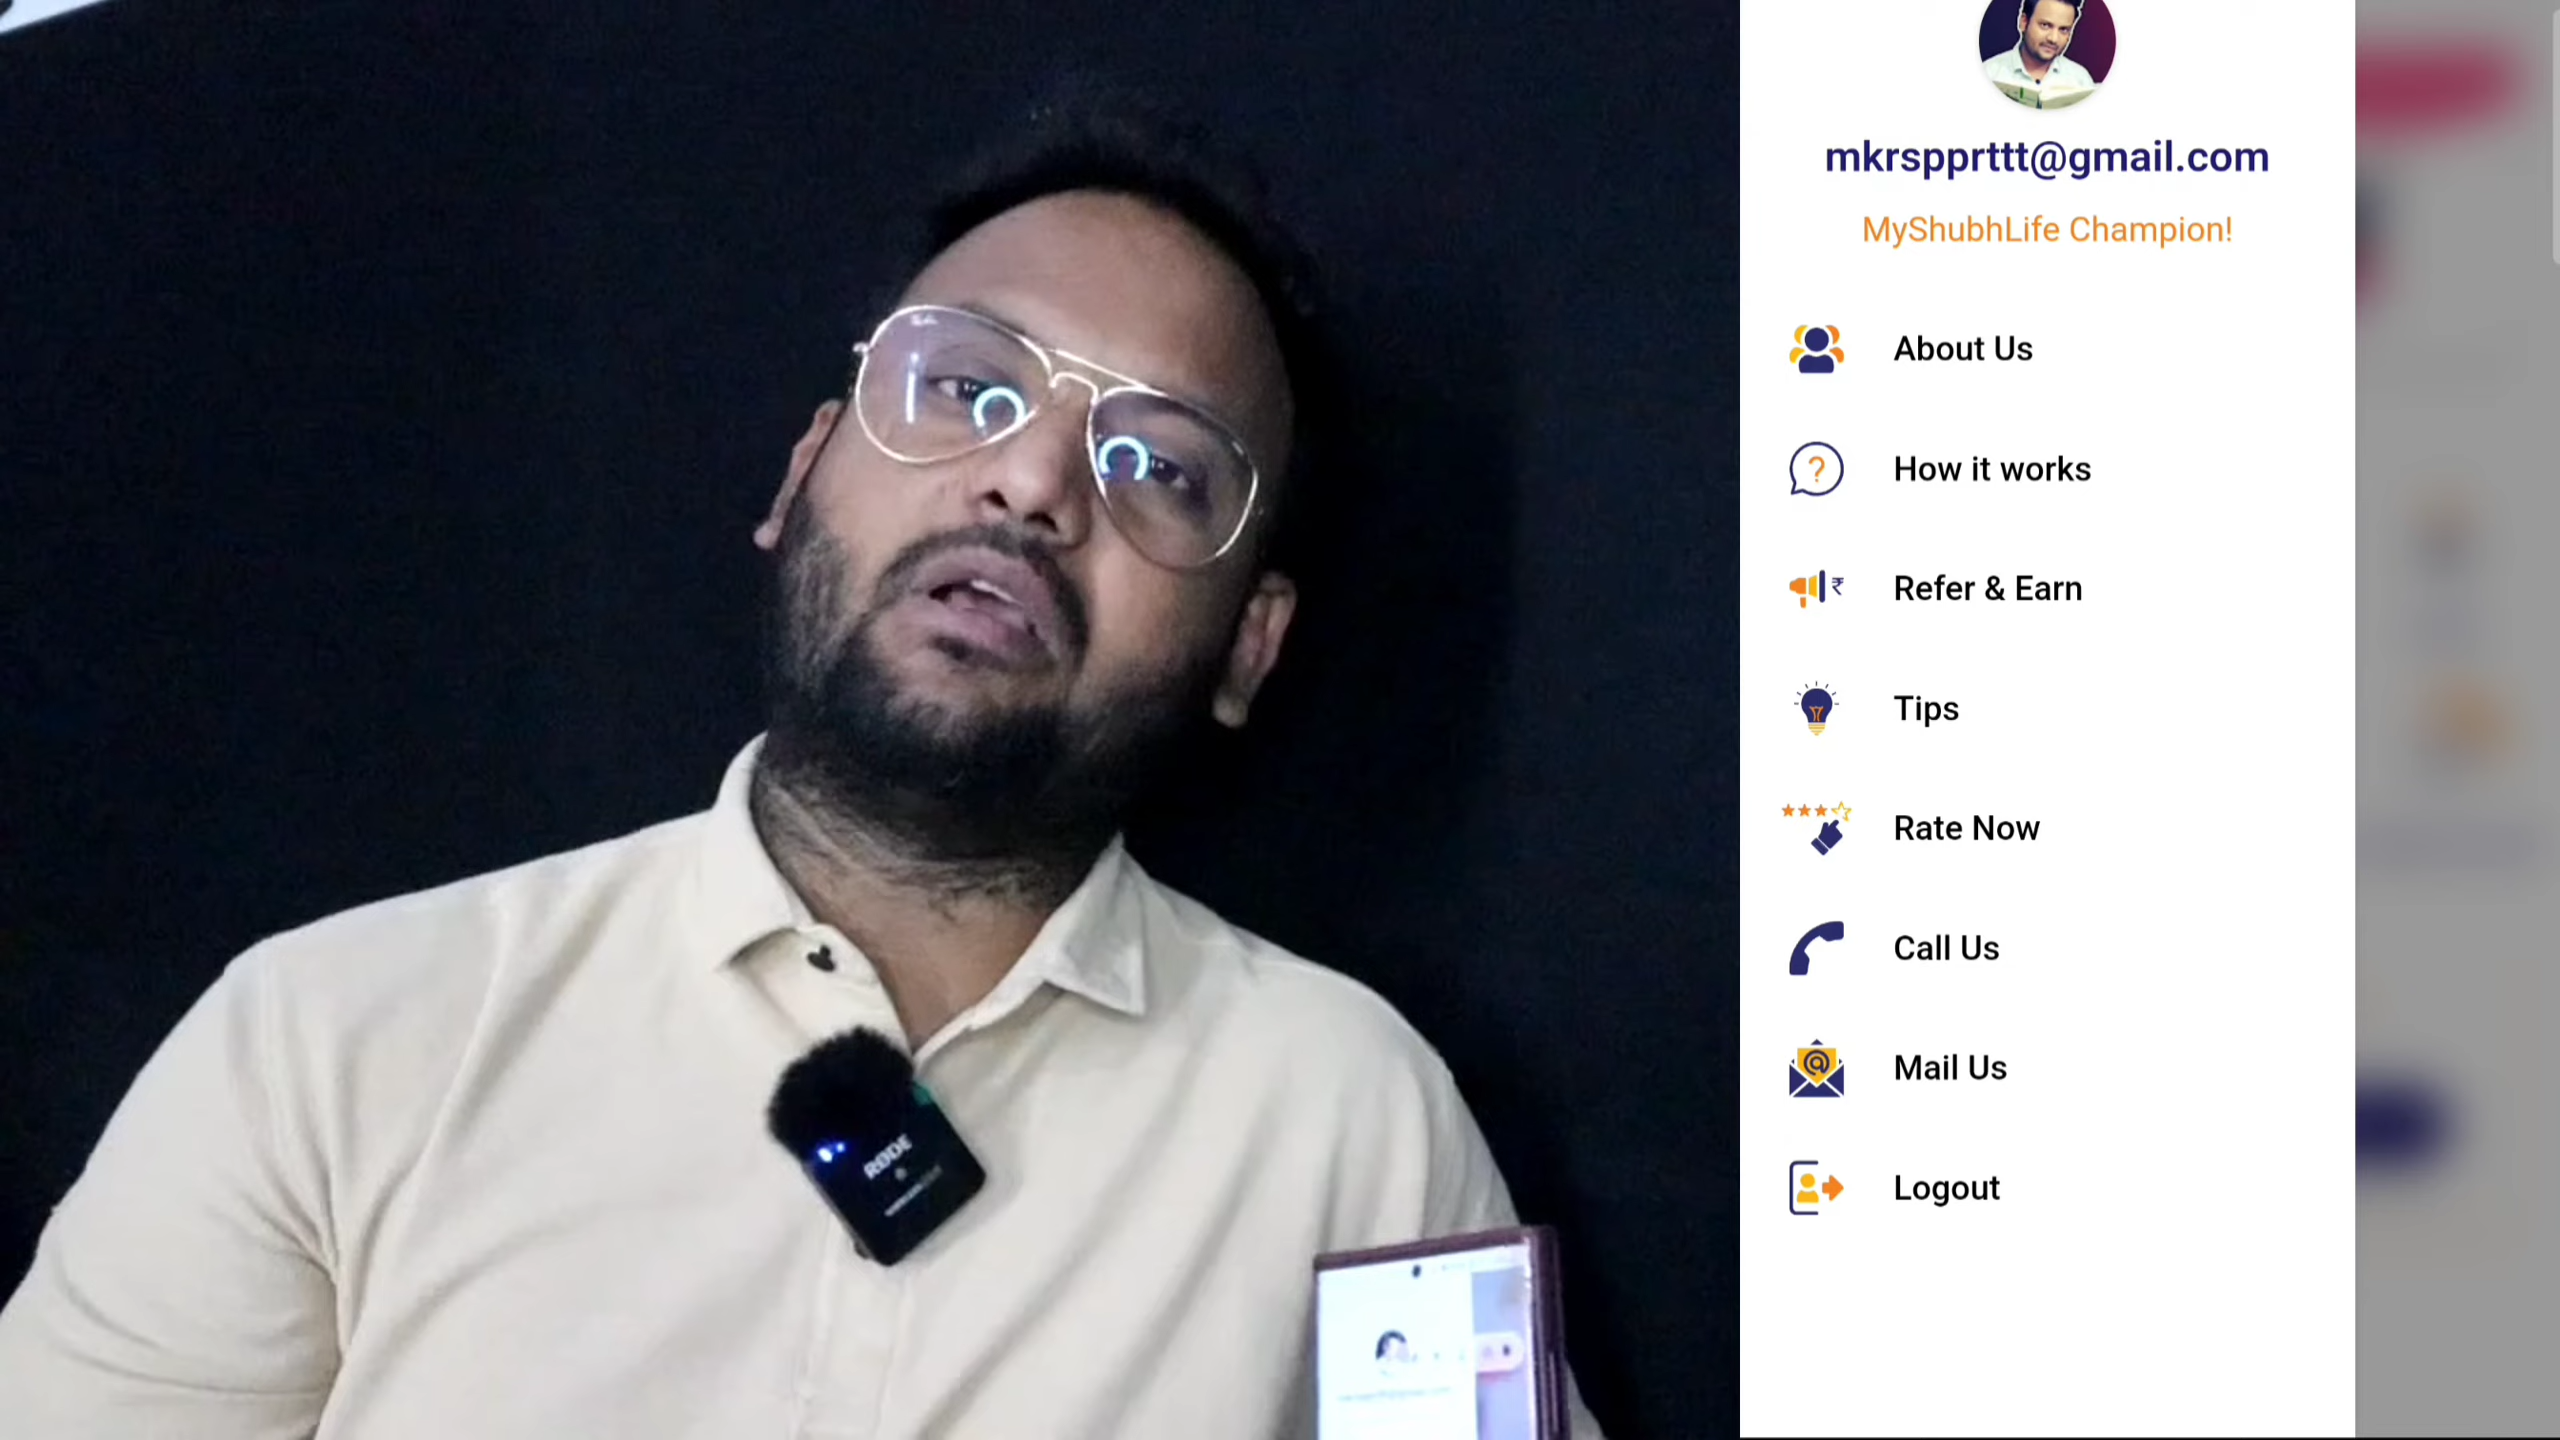 mkrspprttt@gmail.com
MyShubhLife Champion!
About Us
How it works
Refer & Earn
Tips
Rate Now
Call Us
Mail Us
Logout
RØDE